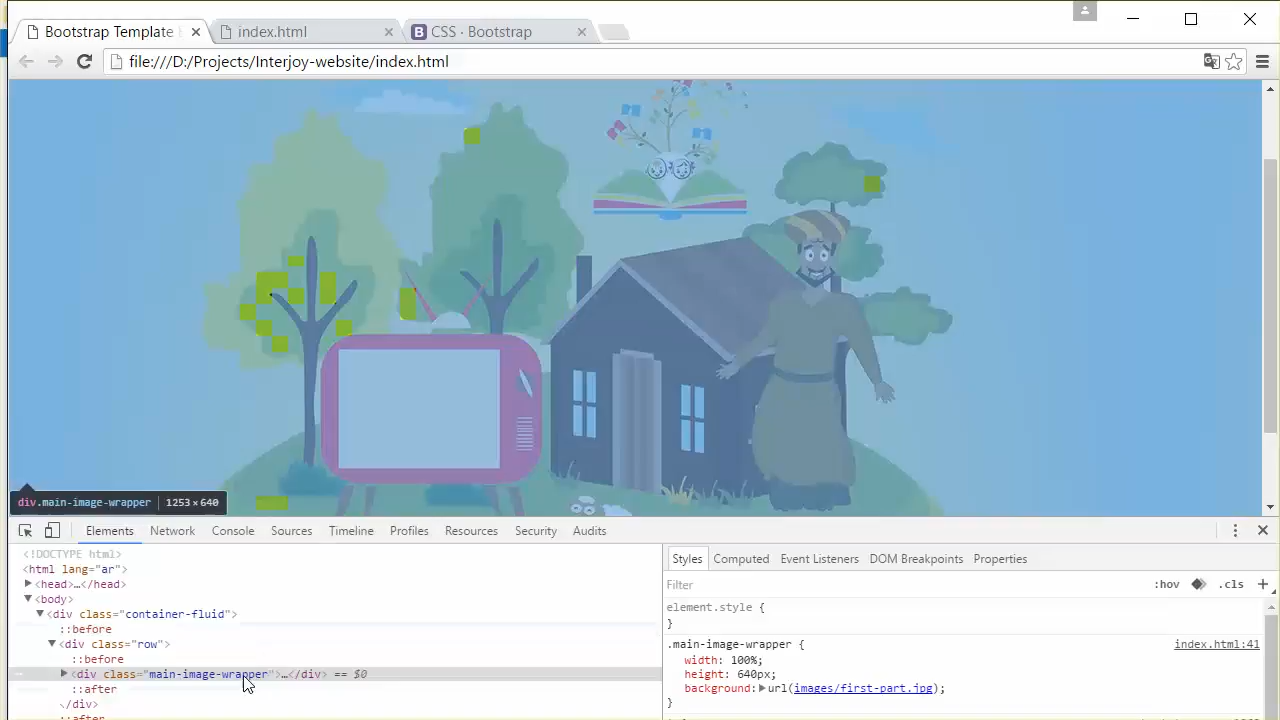 Bootstrap Template
index.html
CSS · Bootstrap
file:///D:/Projects/Interjoy-website/index.html
div.main-image-wrapper | 1253 × 640
Elements Network Console Sources Timeline Profiles Resources Security Audits
<!DOCTYPE html>
<html lang="ar">
<head>…</head>
<body>
<div class="container-fluid">
::before
<div class="row">
::before
<div class="main-image-wrapper">…</div> == $0
::after
</div>
::after
Styles Computed Event Listeners DOM Breakpoints Properties
Filter :hov .cls +
element.style {
}
.main-image-wrapper { index.html:41
width: 100%;
height: 640px;
background: url(images/first-part.jpg);
}